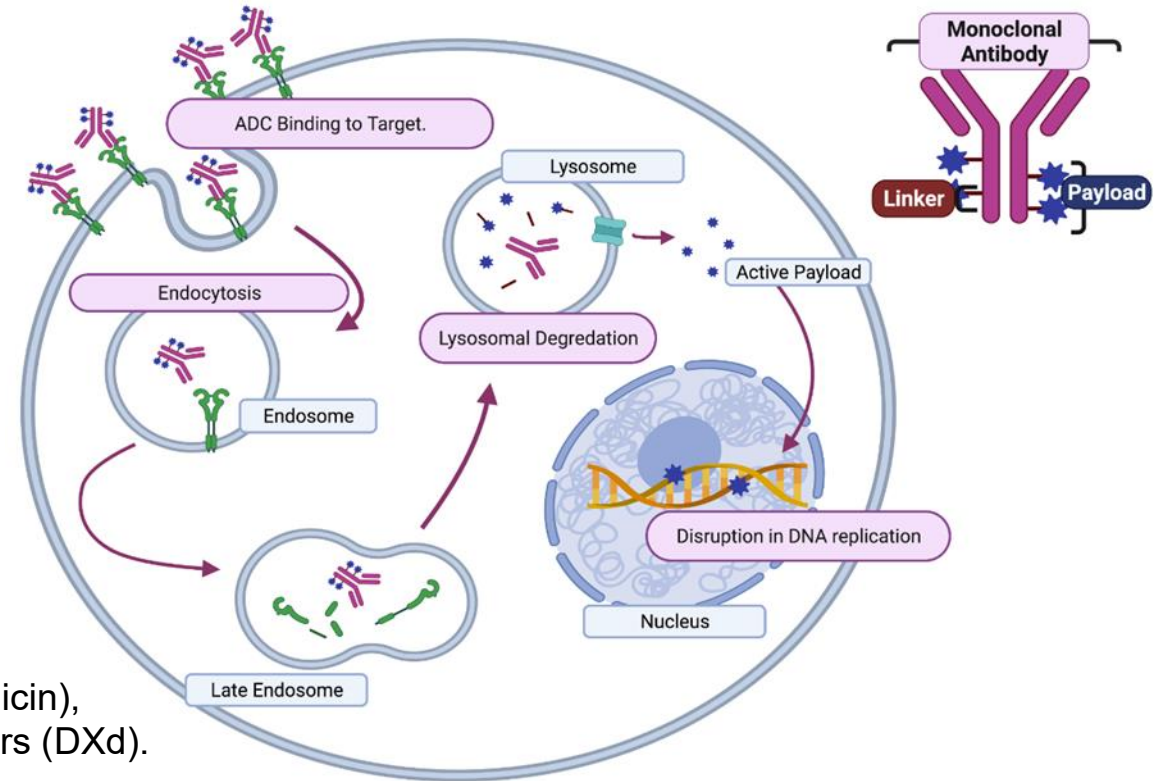 Monoclonal
Antibody
ADC Binding to Target.
Lysosome
Linker
Payload
Active Payload
Endocytosis
Lysosomal Degredation
Endosome
Disruption in DNA replication
Nucleus
Late Endosome
icin),
rs (DXd).